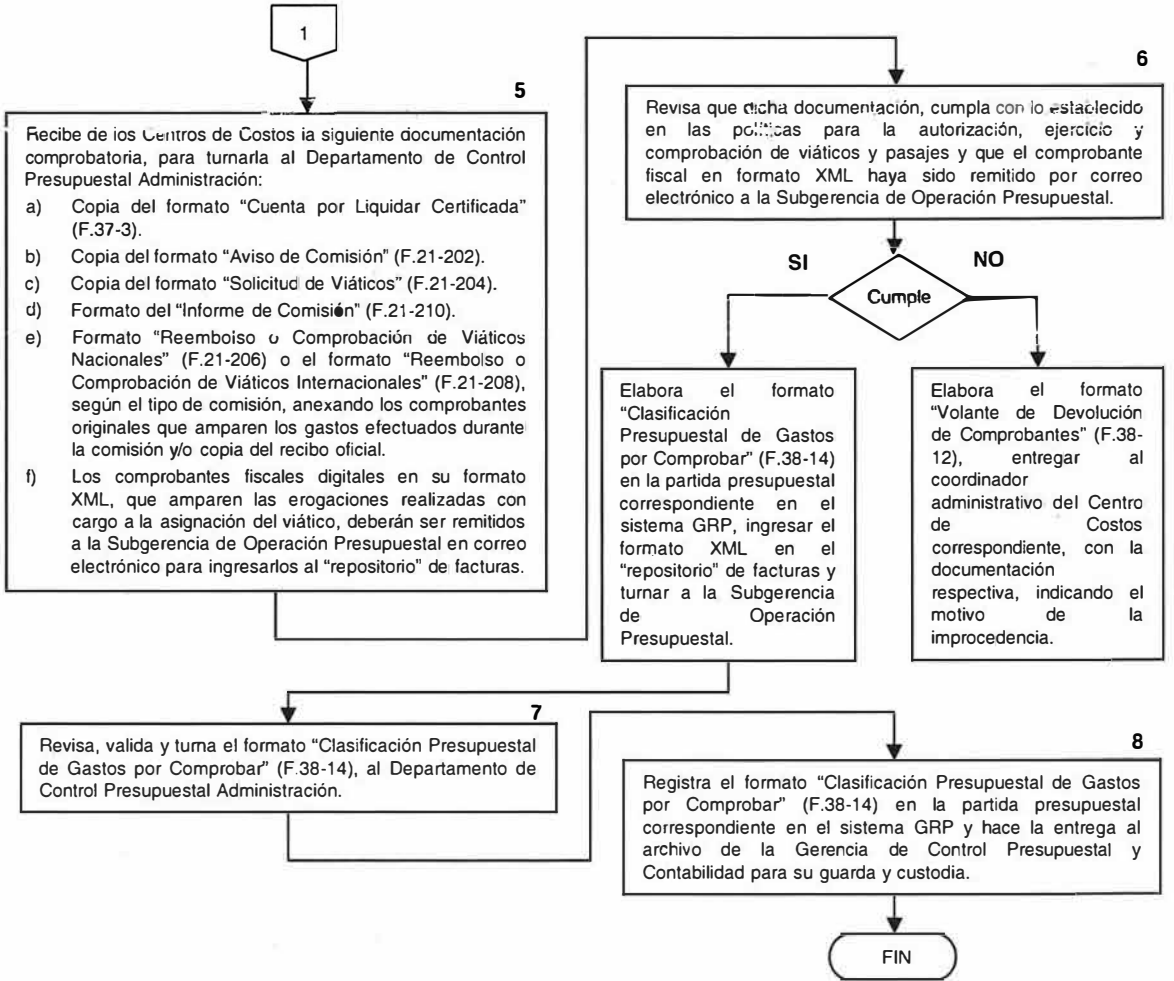 1
5
Recibe de los Centros de Costos la siguiente documentación
comprobatoria, para turnarla al Departamento de Control
Presupuestal Administración:
a) Copia del formato “Cuenta por Liquidar Certificada”
(F.37-3).
b) Copia del formato “Aviso de Comisión” (F.21-202).
c) Copia del formato “Solicitud de Viáticos” (F.21-204).
d) Formato del “Informe de Comisión” (F.21-210).
e) Formato “Reembolso o Comprobación de Viáticos
Nacionales” (F.21-206) o el formato “Reembolso o
Comprobación de Viáticos Internacionales” (F.21-208),
según el tipo de comisión, anexando los comprobantes
originales que amparen los gastos efectuados durante
la comisión y/o copia del recibo oficial.
f) Los comprobantes fiscales digitales en su formato
XML, que amparen las erogaciones realizadas con
cargo a la asignación del viático, deberán ser remitidos
a la Subgerencia de Operación Presupuestal en correo
electrónico para ingresarlos al “repositorio” de facturas.
6
Revisa que dicha documentación, cumpla con lo establecido
en las políticas para la autorización, ejercicio y
comprobación de viáticos y pasajes y que el comprobante
fiscal en formato XML haya sido remitido por correo
electrónico a la Subgerencia de Operación Presupuestal.
SI
NO
Cumple
Elabora el formato
“Clasificación
Presupuestal de Gastos
por Comprobar” (F.38-14)
en la partida presupuestal
correspondiente en el
sistema GRP, ingresar el
formato XML en el
“repositorio” de facturas y
turnar a la Subgerencia
de Operación
Presupuestal.
Elabora el formato
“Volante de Devolución
de Comprobantes” (F.38-
12), entregar al
coordinador
administrativo del Centro
de Costos
correspondiente, con la
documentación
respectiva, indicando el
motivo de la
improcedencia.
7
Revisa, valida y turna el formato “Clasificación Presupuestal
de Gastos por Comprobar” (F.38-14), al Departamento de
Control Presupuestal Administración.
8
Registra el formato “Clasificación Presupuestal de Gastos
por Comprobar” (F.38-14) en la partida presupuestal
correspondiente en el sistema GRP y hace la entrega al
archivo de la Gerencia de Control Presupuestal y
Contabilidad para su guarda y custodia.
FIN